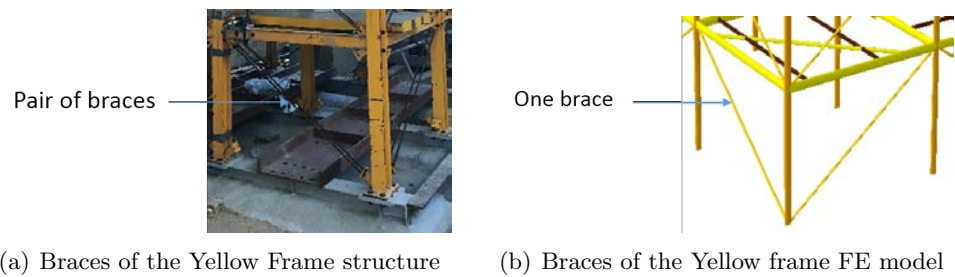 Pair of braces
One brace
(a) Braces of the Yellow Frame structure
(b) Braces of the Yellow frame FE model